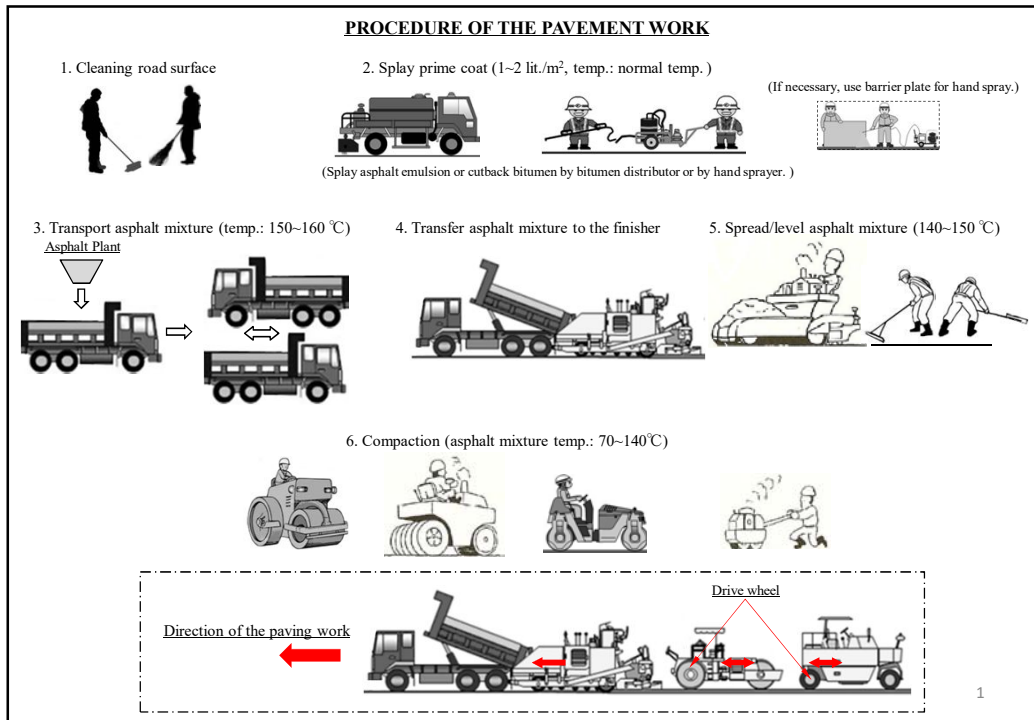 PROCEDURE OF THE PAVEMENT WORK
1. Cleaning road surface
2. Splay prime coat (1~2 lit./m², temp.: normal temp. )
(If necessary, use barrier plate for hand spray.)
(Splay asphalt emulsion or cutback bitumen by bitumen distributor or by hand sprayer. )
3. Transport asphalt mixture (temp.: 150~160 ℃)
Asphalt Plant
4. Transfer asphalt mixture to the finisher
5. Spread/level asphalt mixture (140~150 ℃)
6. Compaction (asphalt mixture temp.: 70~140℃)
Drive wheel
Direction of the paving work
1